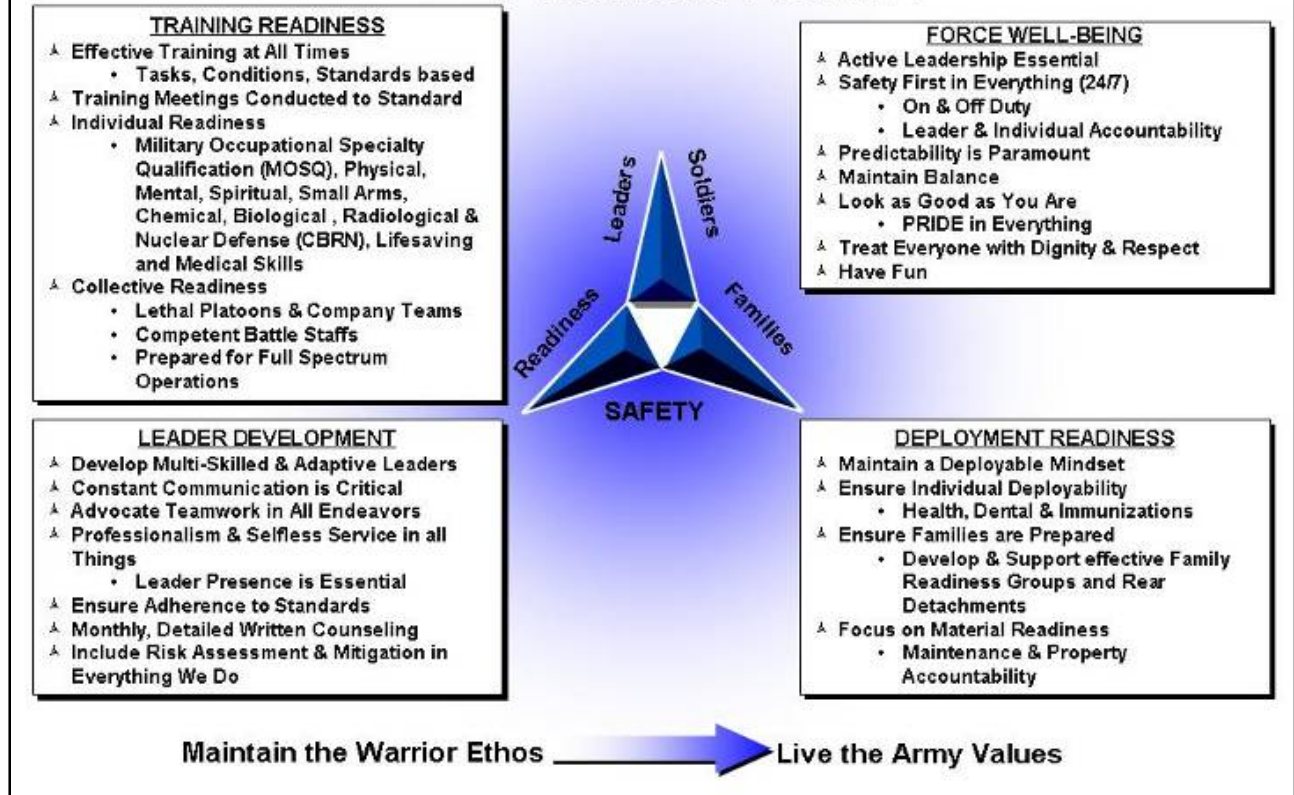 TRAINING READINESS
Effective Training at All Times
• Tasks, Conditions, Standards based
Training Meetings Conducted to Standard
Individual Readiness
• Military Occupational Specialty
Qualification (MOSQ), Physical,
Mental, Spiritual, Small Arms,
Chemical, Biological , Radiological &
Nuclear Defense (CBRN), Lifesaving
and Medical Skills
Collective Readiness
• Lethal Platoons & Company Teams
• Competent Battle Staffs
• Prepared for Full Spectrum
Operations
FORCE WELL-BEING
Active Leadership Essential
Safety First in Everything (24/7)
• On & Off Duty
• Leader & Individual Accountability
Predictability is Paramount
Maintain Balance
Look as Good as You Are
• PRIDE in Everything
Treat Everyone with Dignity & Respect
Have Fun
Leaders
Soldiers
Readiness
Families
SAFETY
LEADER DEVELOPMENT
Develop Multi-Skilled & Adaptive Leaders
Constant Communication is Critical
Advocate Teamwork in All Endeavors
Professionalism & Selfless Service in all
Things
• Leader Presence is Essential
Ensure Adherence to Standards
Monthly, Detailed Written Counseling
Include Risk Assessment & Mitigation in
Everything We Do
DEPLOYMENT READINESS
Maintain a Deployable Mindset
Ensure Individual Deployability
• Health, Dental & Immunizations
Ensure Families are Prepared
• Develop & Support effective Family
Readiness Groups and Rear
Detachments
Focus on Material Readiness
• Maintenance & Property
Accountability
Maintain the Warrior Ethos
Live the Army Values